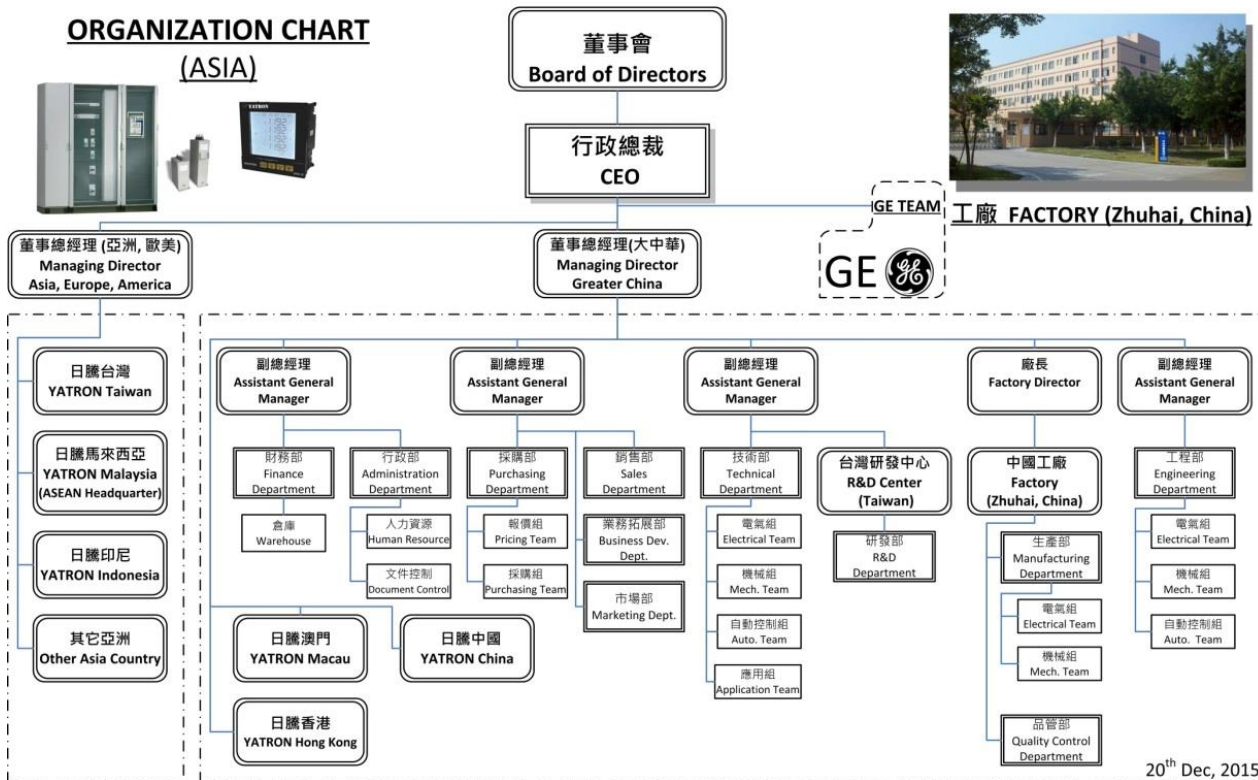 ORGANIZATION CHART
(ASIA)
YATRON
董事會
Board of Directors
行政總裁
CEO
GE TEAM
GE
工廠 FACTORY (Zhuhai, China)
董事總經理 (亞洲, 歐美)
Managing Director
Asia, Europe, America
董事總經理(大中華)
Managing Director
Greater China
日騰台灣
YATRON Taiwan
日騰馬來西亞
YATRON Malaysia
(ASEAN Headquarter)
日騰印尼
YATRON Indonesia
其它亞洲
Other Asia Country
副總經理
Assistant General
Manager
財務部
Finance
Department
倉庫
Warehouse
行政部
Administration
Department
人力資源
Human Resource
文件控制
Document Control
副總經理
Assistant General
Manager
採購部
Purchasing
Department
報價組
Pricing Team
採購組
Purchasing Team
銷售部
Sales
Department
業務拓展部
Business Dev.
Dept.
市場部
Marketing Dept.
副總經理
Assistant General
Manager
技術部
Technical
Department
電氣組
Electrical Team
機械組
Mech. Team
自動控制組
Auto. Team
應用組
Application Team
台灣研發中心
R&D Center
(Taiwan)
研發部
R&D
Department
廠長
Factory Director
中國工廠
Factory
(Zhuhai, China)
生產部
Manufacturing
Department
電氣組
Electrical Team
機械組
Mech. Team
品管部
Quality Control
Department
副總經理
Assistant General
Manager
工程部
Engineering
Department
電氣組
Electrical Team
機械組
Mech. Team
自動控制組
Auto. Team
日騰澳門
YATRON Macau
日騰中國
YATRON China
日騰香港
YATRON Hong Kong
20th Dec, 2015